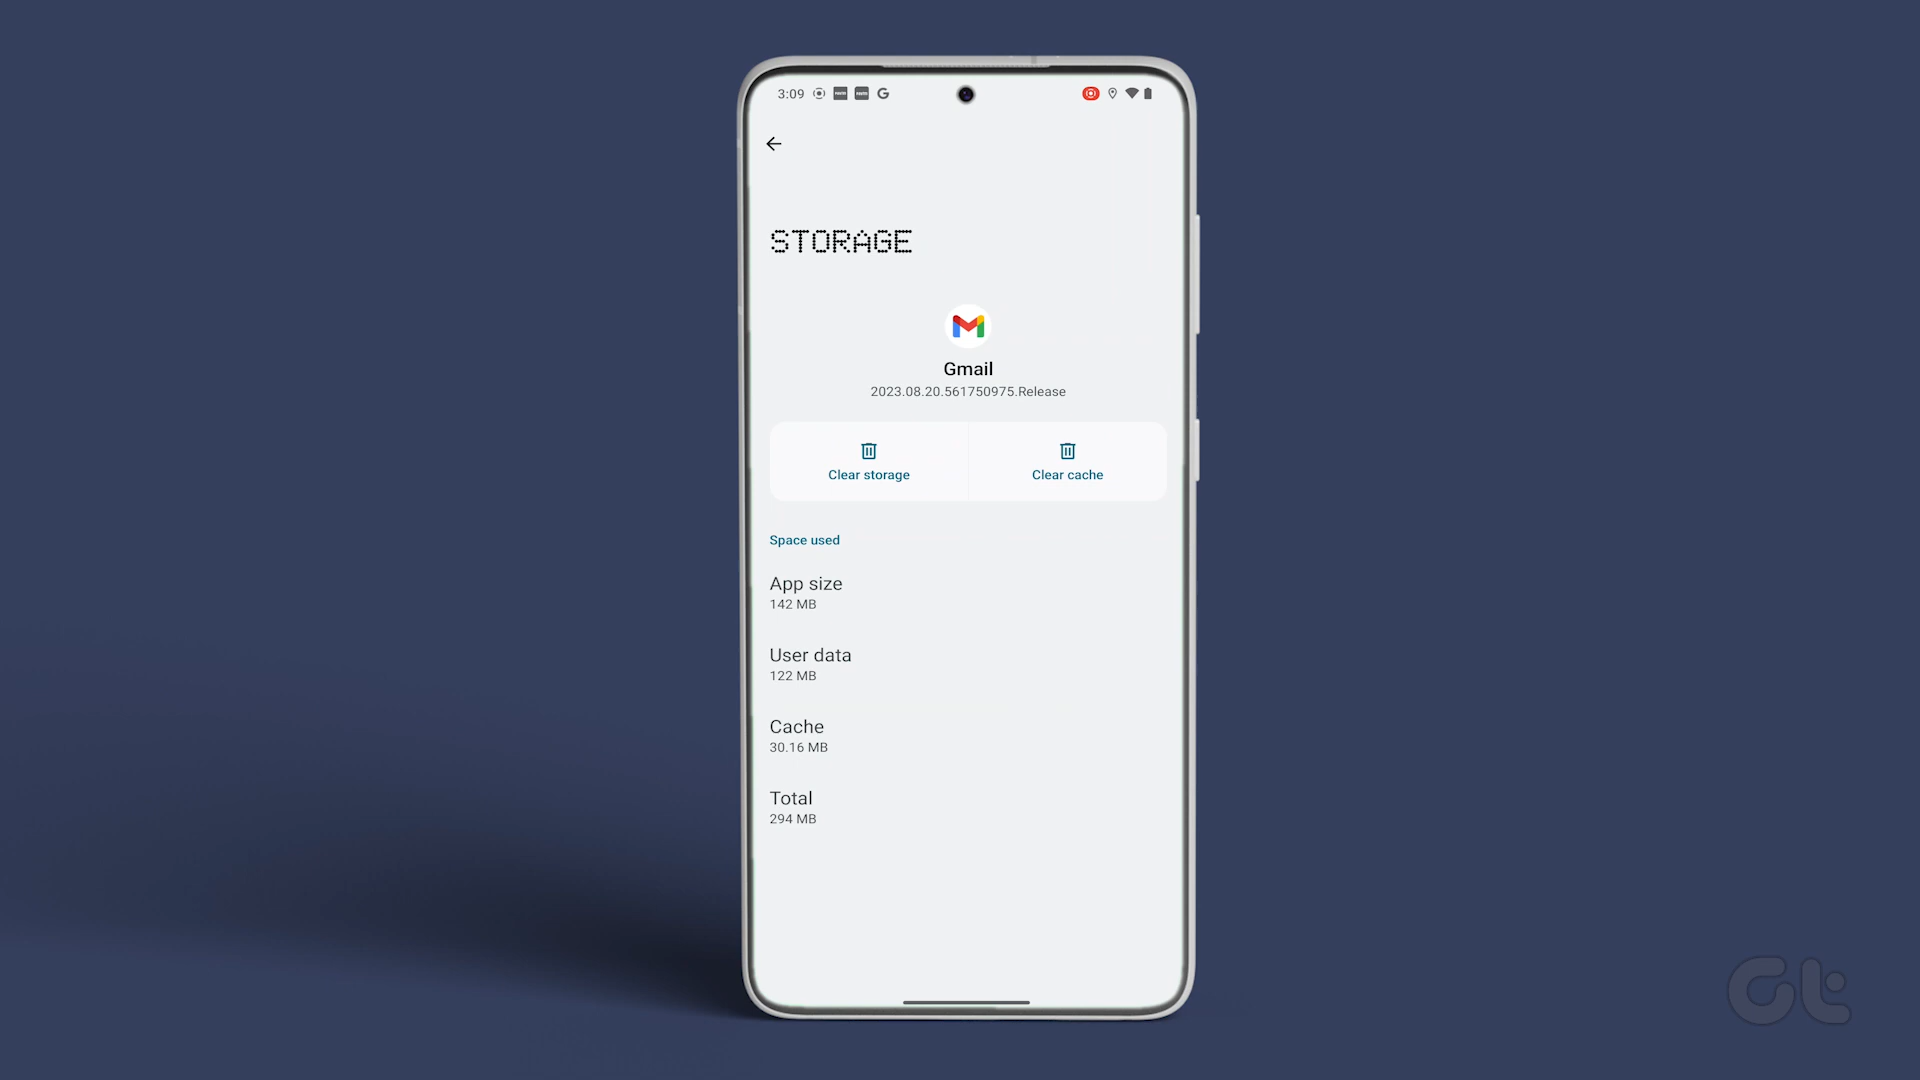 3:09
STORAGE
Gmail
2023.08.20.561750975.Release
Clear storage
Clear cache
Space used
App size
142 MB
User data
122 MB
Cache
30.16 MB
Total
294 MB
Gt